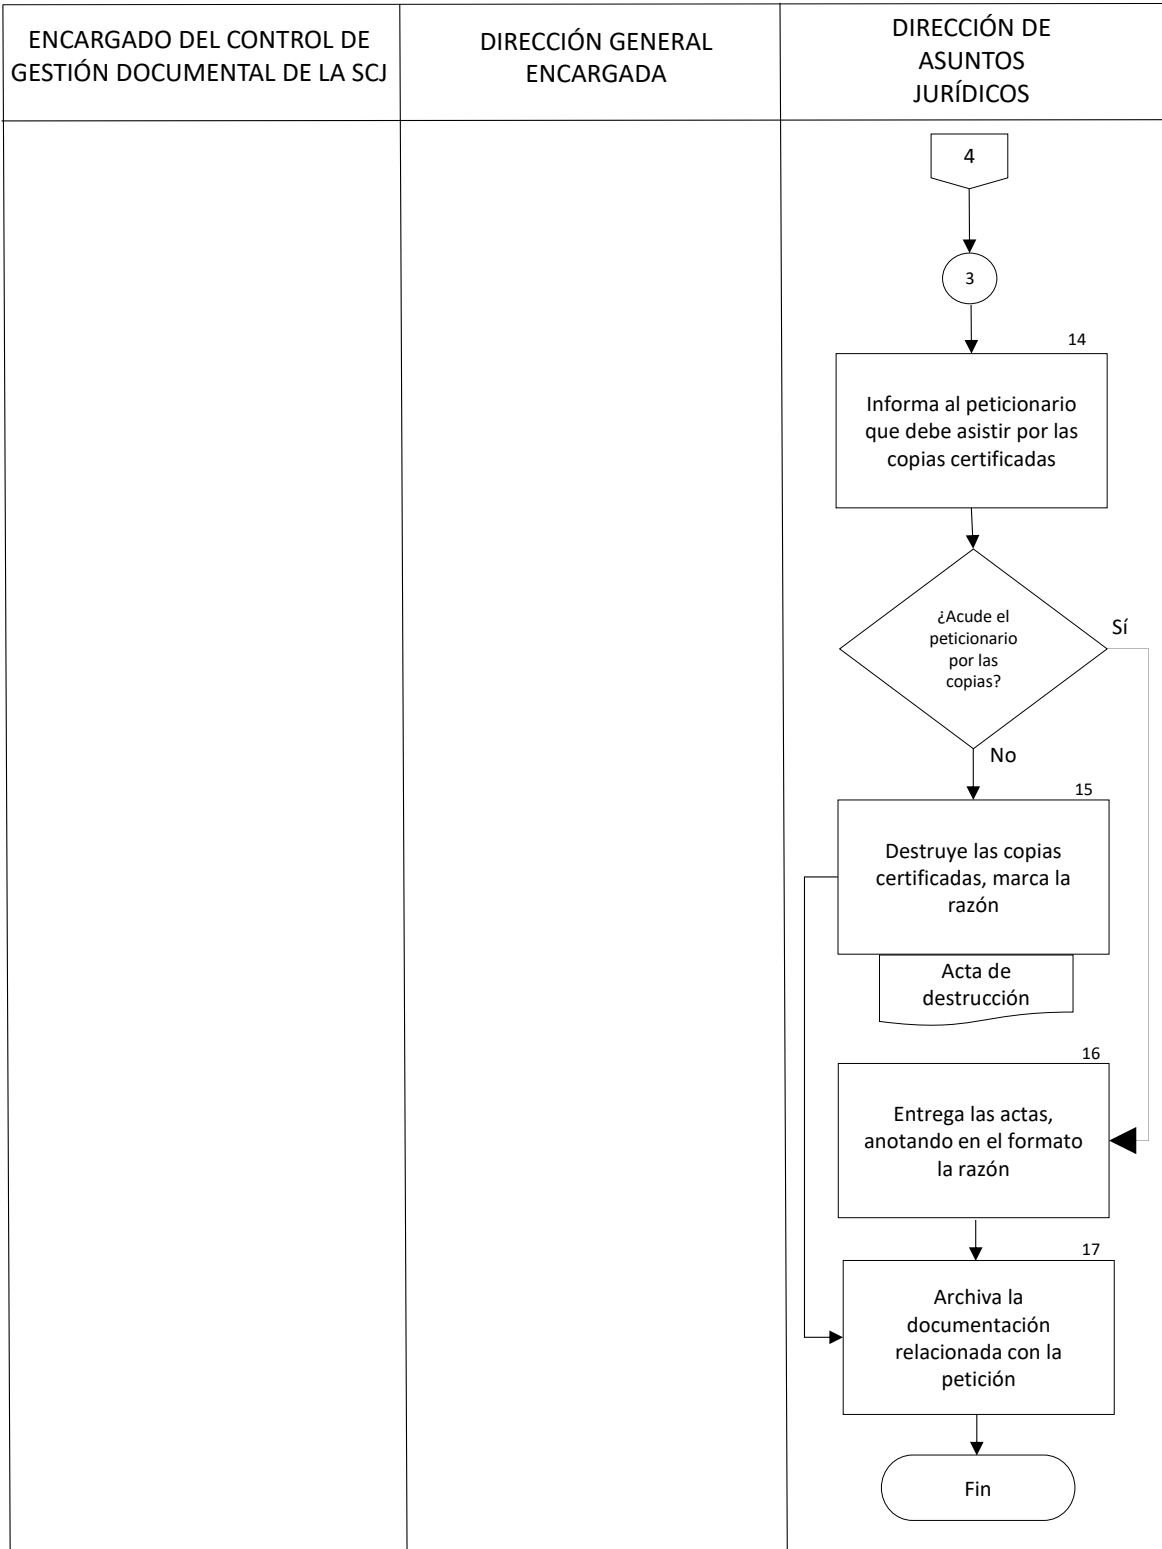 ENCARGADO DEL CONTROL DE
GESTIÓN DOCUMENTAL DE LA SCJ
DIRECCIÓN GENERAL
ENCARGADA
DIRECCIÓN DE
ASUNTOS
JURÍDICOS
4
3
14
Informa al peticionario
que debe asistir por las
copias certificadas
¿Acude el
peticionario
por las
copias?
Sí
No
15
Destruye las copias
certificadas, marca la
razón
Acta de
destrucción
16
Entrega las actas,
anotando en el formato
la razón
17
Archiva la
documentación
relacionada con la
petición
Fin